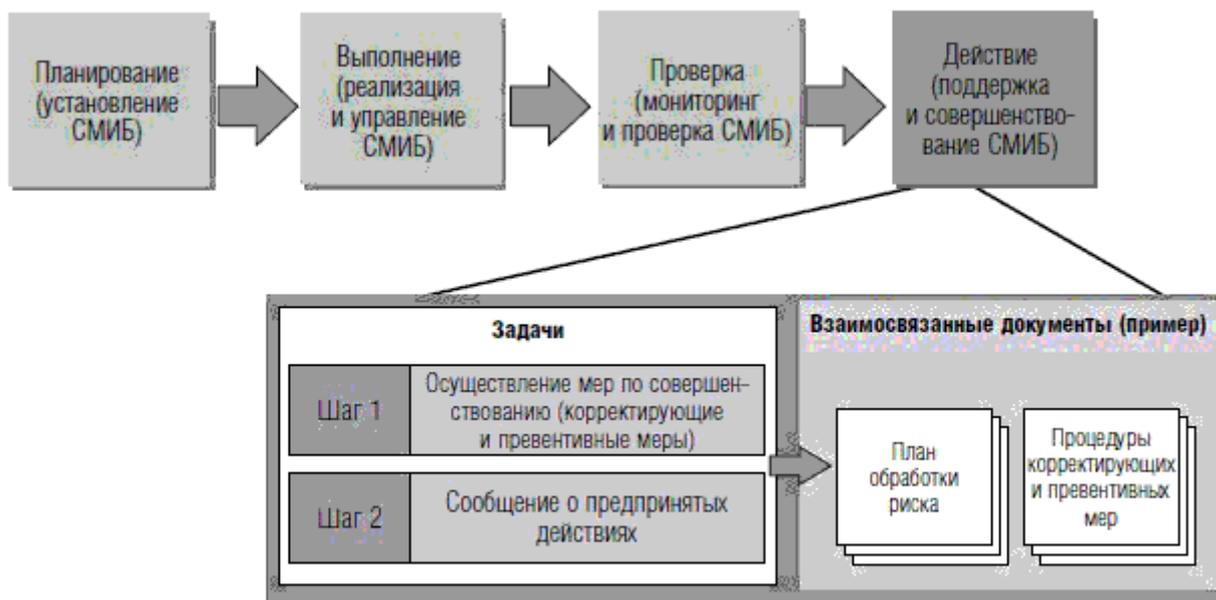 Планирование
(установление
СМИБ)
Выполнение
(реализация
и управление
СМИБ)
Проверка
(мониторинг
и проверка СМИБ)
Действие
(поддержка
и совершенство-
вание СМИБ)
Задачи
Шаг 1
Осуществление мер по совершен-
ствованию (корректирующие
и превентивные меры)
Шаг 2
Сообщение о предпринятых
действиях
Взаимосвязанные документы (пример)
План
обработки
риска
Процедуры
корректирующих
и превентивных
мер